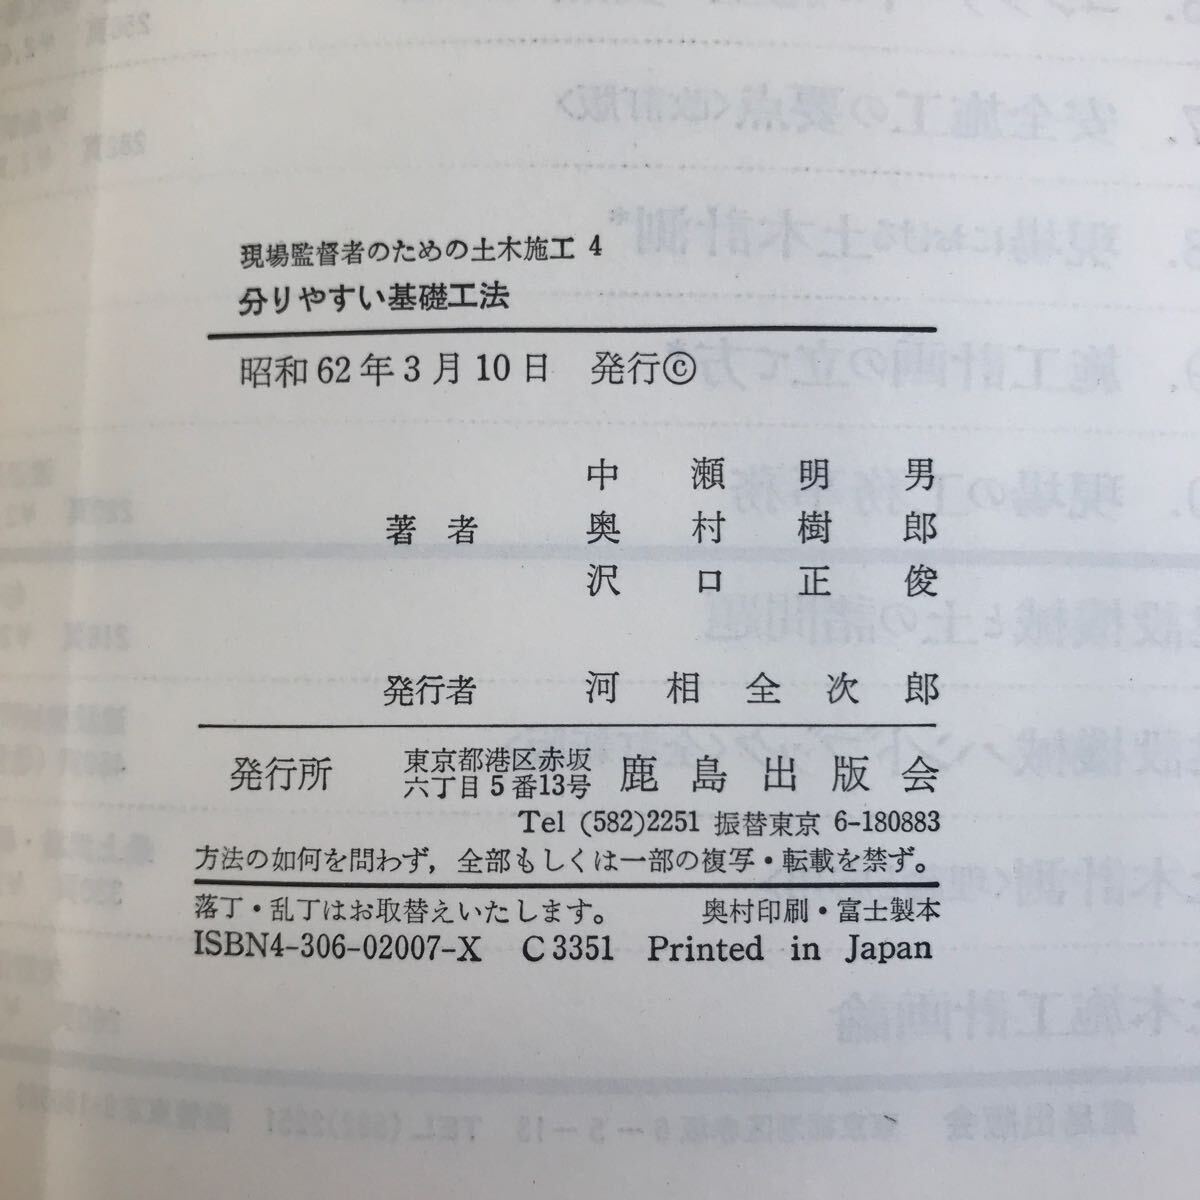 現場監督者のための土木施工 4
分りやすい基礎工法
昭和62年3月10日　発行Ⓒ
中瀬明男
著者　奥村樹郎
沢口正俊
発行者　河相全次郎
発行所　東京都港区赤坂六丁目5番13号　鹿島出版会
Tel (582)2251 振替東京 6-180883
方法の如何を問わず，全部もしくは一部の複写・転載を禁ず。
落丁・乱丁はお取替えいたします。　奥村印刷・富士製本
ISBN4-306-02007-X　C3351　Printed in Japan